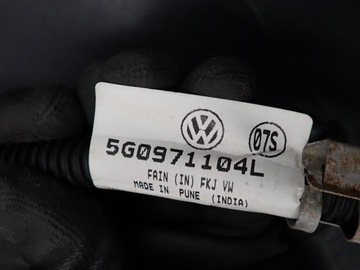 07S
5G0971104L
FAIN (IN) FKJ VW
MADE IN PUNE (INDIA)